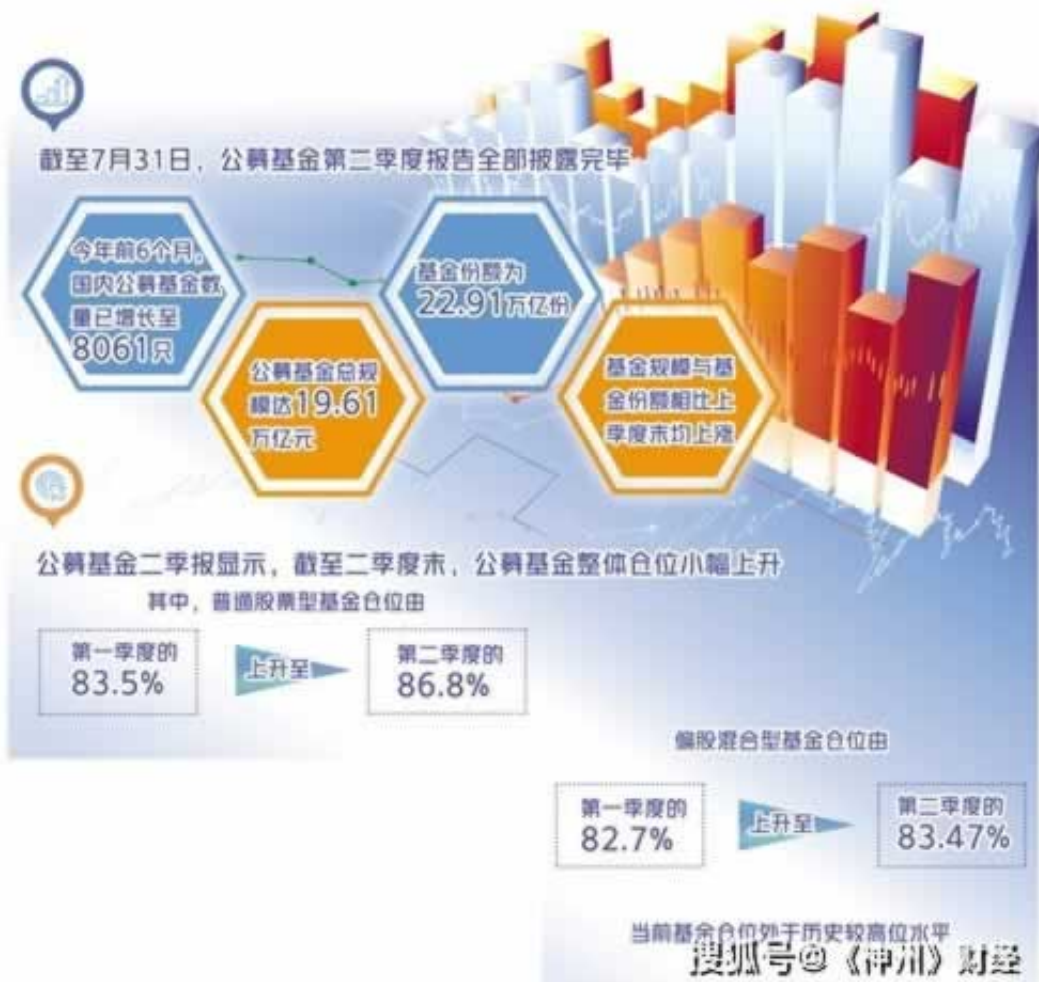 截至7月31日，公募基金第二季度报告全部披露完毕
今年前6个月，
国内公募基金数
量已增长至
8061只
公募基金总规
模达19.61
万亿元
基金份额为
22.91万亿份
基金规模与基
金份额相比上
季度末均上涨
公募基金二季报显示，截至二季度末，公募基金整体仓位小幅上升
其中，普通股票型基金仓位由
第一季度的
83.5%
上升至
第二季度的
86.8%
偏股混合型基金仓位由
第一季度的
82.7%
上升至
第二季度的
83.47%
当前基金仓位处于历史较高位水平
搜狐号@《神州》财经